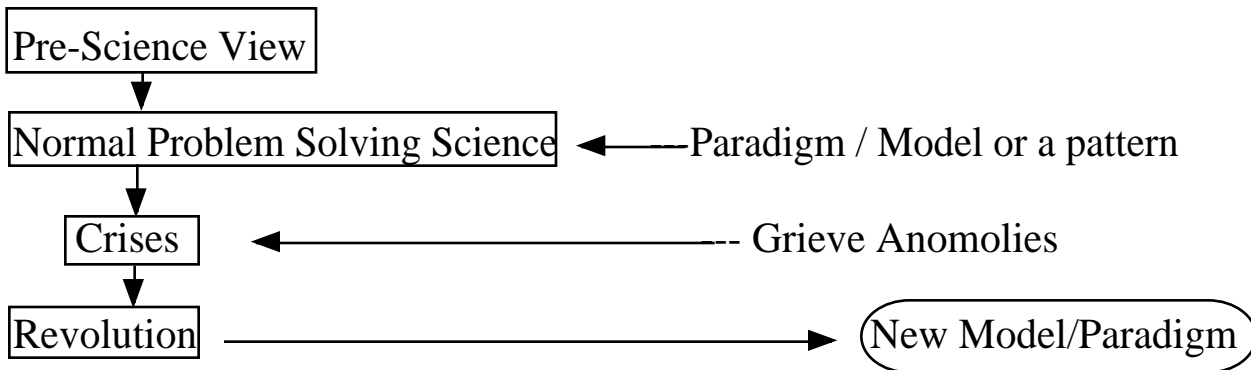 Pre-Science View
Normal Problem Solving Science
Paradigm / Model or a pattern
Crises
Grieve Anomolies
Revolution
New Model/Paradigm